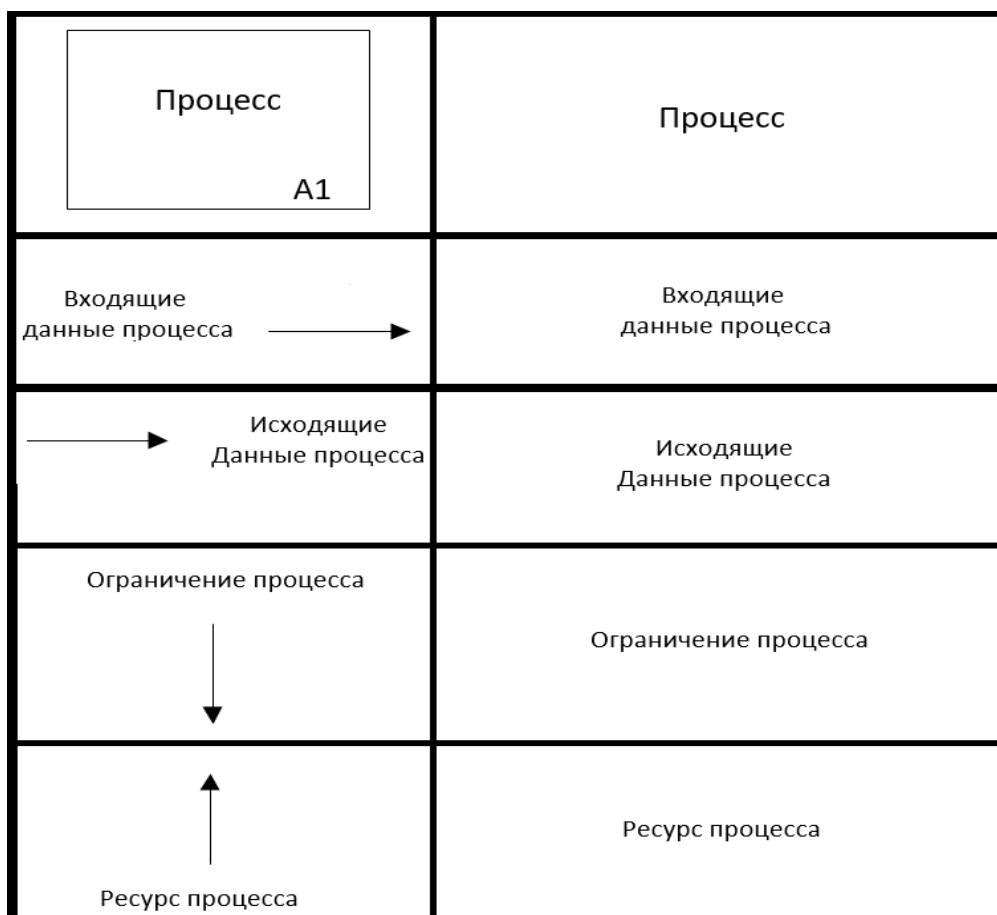 Процесс
A1
Процесс
Входящие
данные процесса
Входящие
данные процесса
Исходящие
Данные процесса
Исходящие
Данные процесса
Ограничение процесса
Ограничение процесса
Ресурс процесса
Ресурс процесса